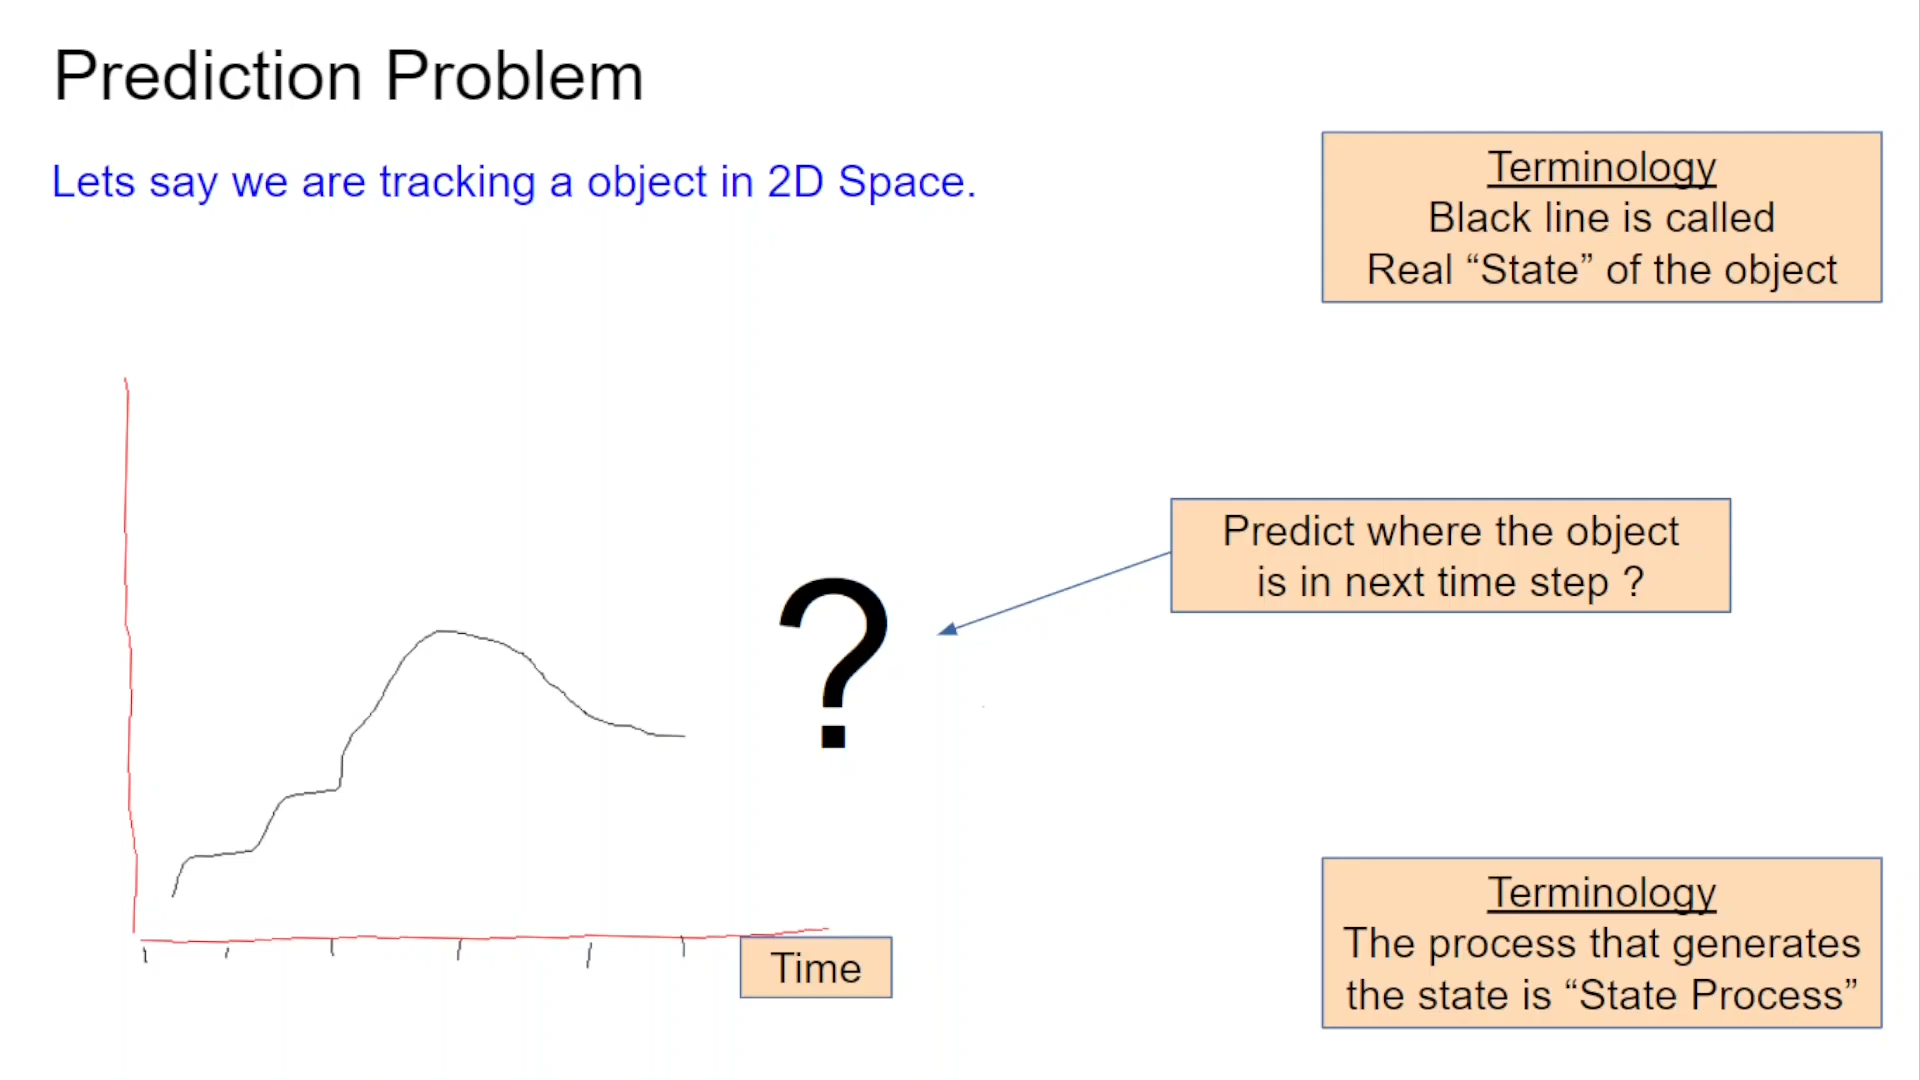 Prediction Problem
Lets say we are tracking a object in 2D Space.
Terminology
Black line is called
Real “State” of the object
Predict where the object
is in next time step ?
?
Time
Terminology
The process that generates
the state is “State Process”